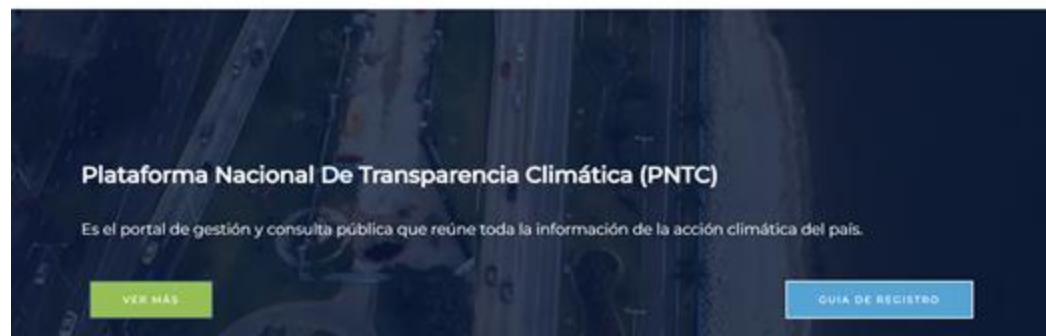 Plataforma Nacional De Transparencia Climática (PNTC)
Es el portal de gestión y consulta pública que reúne toda la información de la acción climática del país.
VER MÁS
GUIA DE REGISTRO